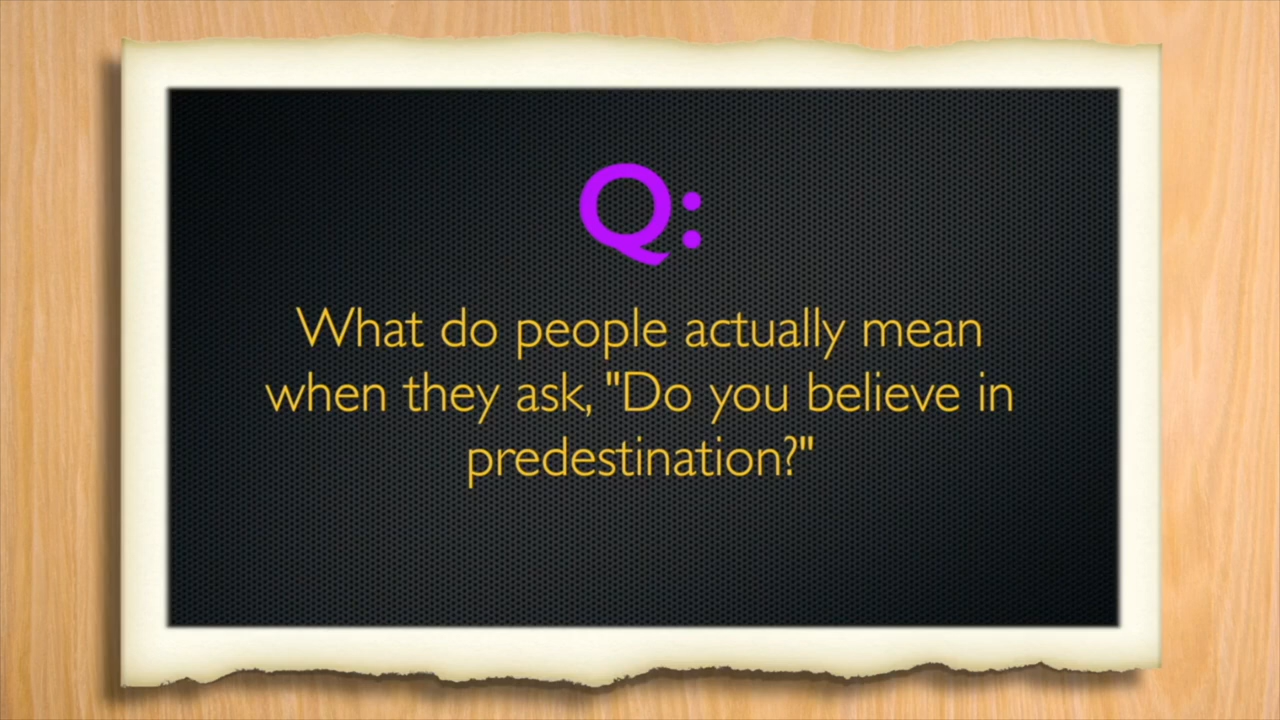 Q:
What do people actually mean
when they ask, "Do you believe in
predestination?"